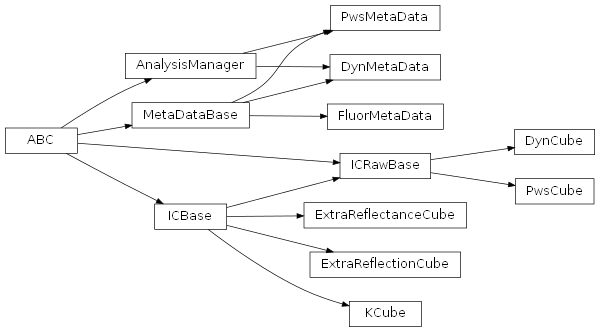 PwsMetaData
AnalysisManager
DynMetaData
MetaDataBase
FluorMetaData
ABC
DynCube
ICRawBase
PwsCube
ICBase
ExtraReflectanceCube
ExtraReflectionCube
KCube